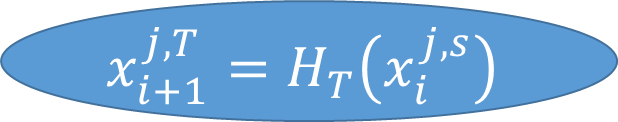 $x_{i+1}^{j,T} = H_T(x_i^{j,s})$